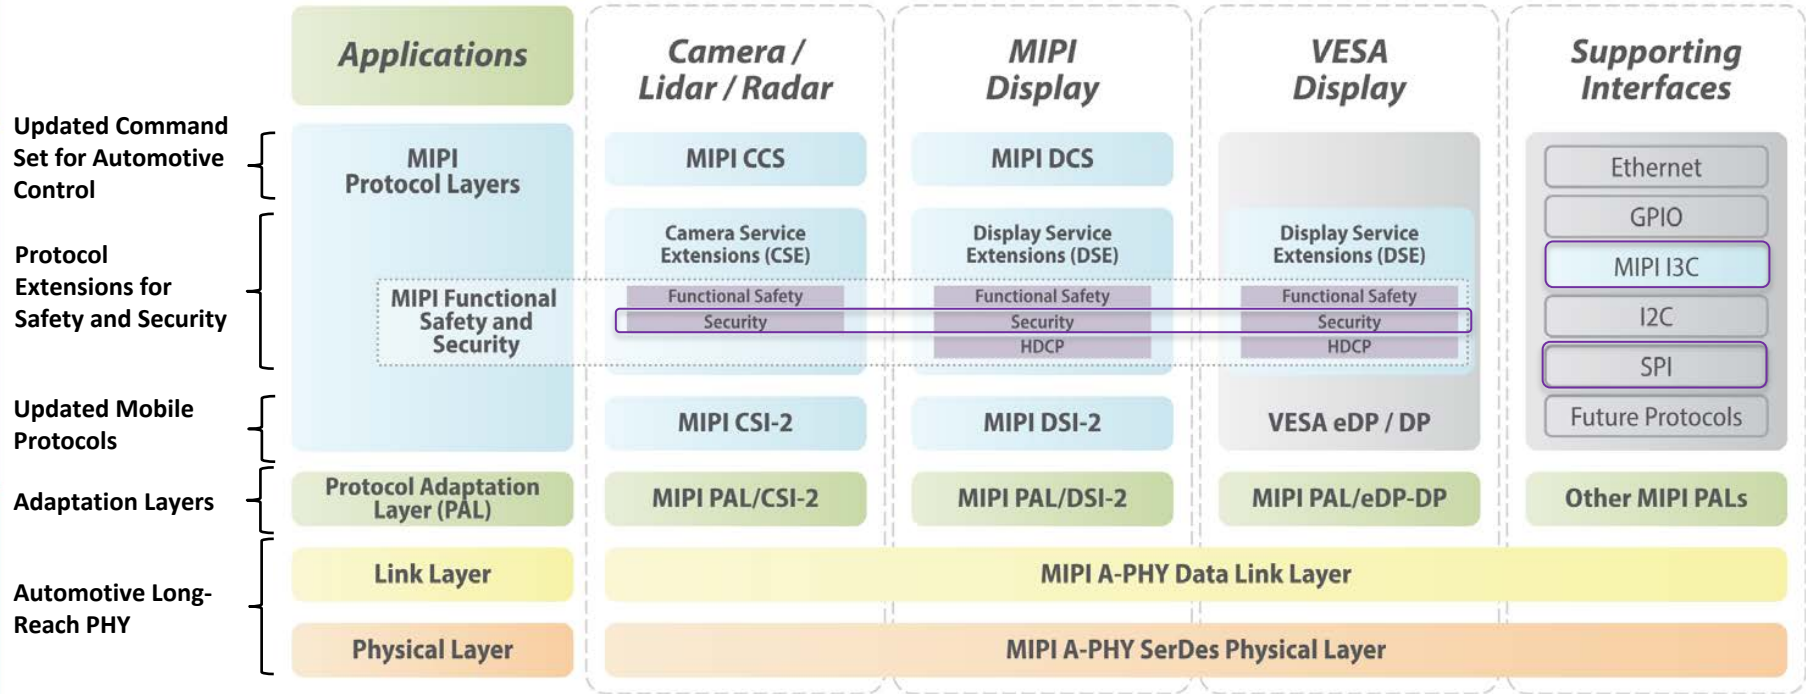 Applications
Camera /
Lidar / Radar
MIPI
Display
VESA
Display
Supporting
Interfaces
Updated Command
Set for Automotive
Control
MIPI
Protocol Layers
MIPI CCS
MIPI DCS
Ethernet
GPIO
MIPI I3C
I2C
SPI
Future Protocols
Protocol
Extensions for
Safety and Security
Camera Service
Extensions (CSE)
Display Service
Extensions (DSE)
Display Service
Extensions (DSE)
MIPI Functional
Safety and
Security
Functional Safety
Security
Functional Safety
Security
HDCP
Functional Safety
Security
HDCP
Updated Mobile
Protocols
MIPI CSI-2
MIPI DSI-2
VESA eDP / DP
Adaptation Layers
Protocol Adaptation
Layer (PAL)
MIPI PAL/CSI-2
MIPI PAL/DSI-2
MIPI PAL/eDP-DP
Other MIPI PALs
Automotive Long-
Reach PHY
Link Layer
MIPI A-PHY Data Link Layer
Physical Layer
MIPI A-PHY SerDes Physical Layer